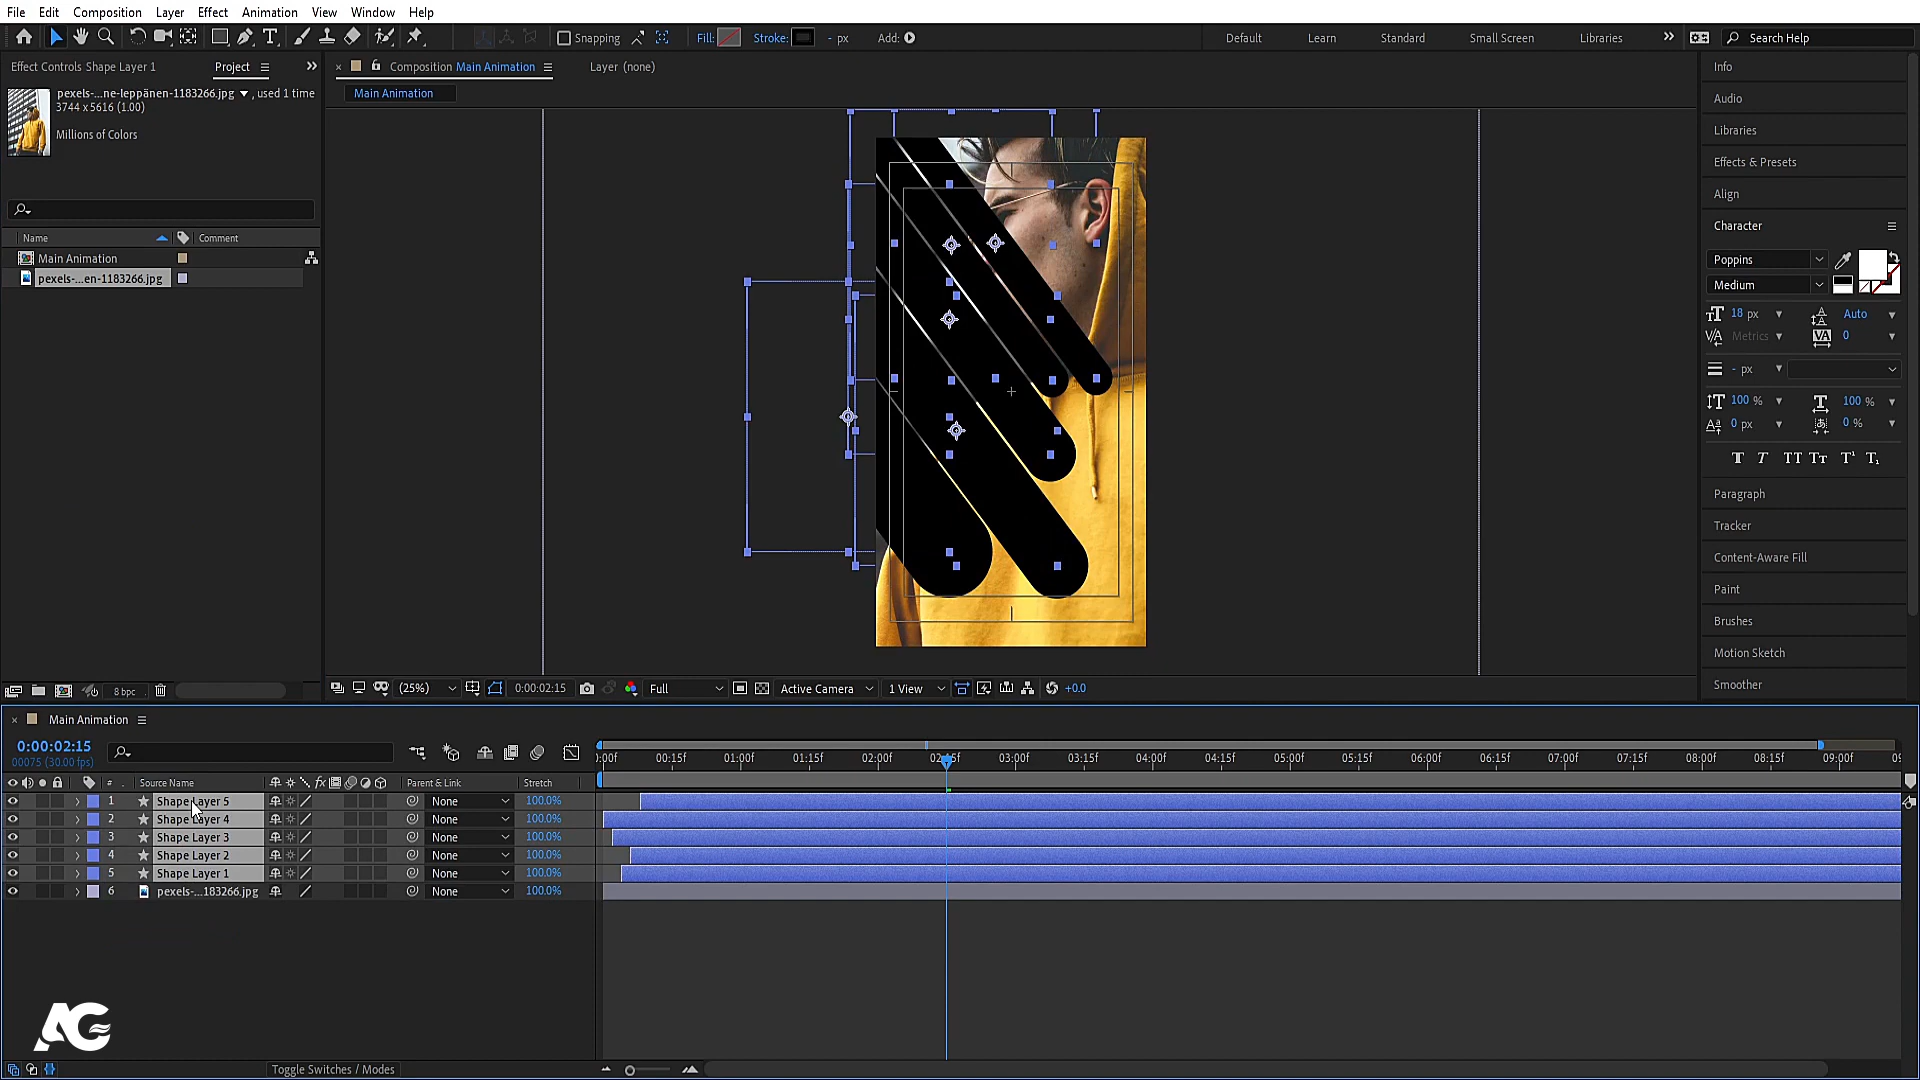 File Edit Composition Layer Effect Animation View Window Help
Snapping Fill: Stroke: - px Add: Default Learn Standard Small Screen Libraries » Search Help
Effect Controls Shape Layer 1 Project »
× Composition Main Animation Layer (none)
Main Animation
pexels-...ne-leppänen-1183266.jpg ▼ , used 1 time
3744 x 5616 (1.00)
Millions of Colors
Name Comment
Main Animation
pexels-...en-1183266.jpg
8 bpc
(25%) 0:00:02:15 Full Active Camera 1 View +0.0
Info
Audio
Libraries
Effects & Presets
Align
Character
Poppins
Medium
18 px Auto
Metrics 0
- px
100 % 100 %
0 px 0 %
T T TT Tт T¹ T₁
Paragraph
Tracker
Content-Aware Fill
Paint
Brushes
Motion Sketch
Smoother
× Main Animation
0:00:02:15
00075 (30.00 fps)
# Source Name fx Parent & Link Stretch
:00f 00:15f 01:00f 01:15f 02:00f 02:15f 03:00f 03:15f 04:00f 04:15f 05:00f 05:15f 06:00f 06:15f 07:00f 07:15f 08:00f 08:15f 09:00f
1 Shape Layer 5 None 100.0%
2 Shape Layer 4 None 100.0%
3 Shape Layer 3 None 100.0%
4 Shape Layer 2 None 100.0%
5 Shape Layer 1 None 100.0%
6 pexels-...183266.jpg None 100.0%
AG
Toggle Switches / Modes